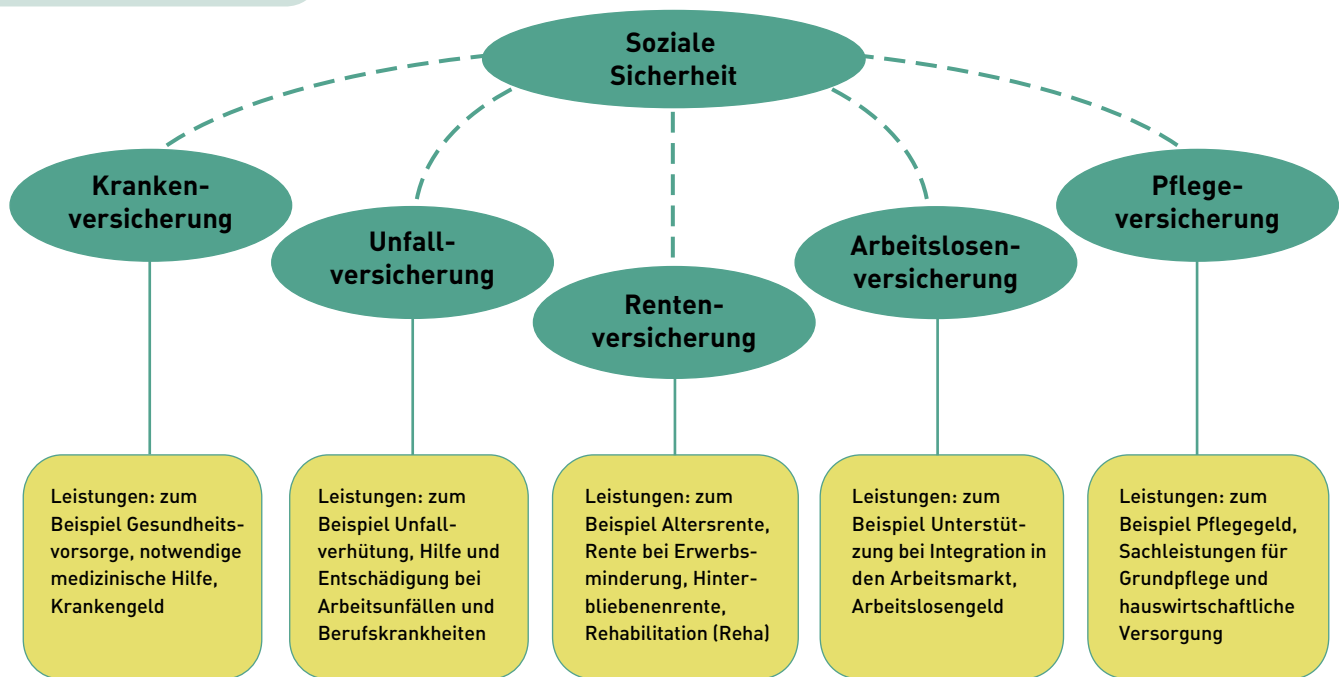 Soziale
Sicherheit
Kranken-
versicherung
Unfall-
versicherung
Renten-
versicherung
Arbeitslosen-
versicherung
Pflege-
versicherung
Leistungen: zum
Beispiel Gesundheits-
vorsorge, notwendige
medizinische Hilfe,
Krankengeld
Leistungen: zum
Beispiel Unfall-
verhütung, Hilfe und
Entschädigung bei
Arbeitsunfällen und
Berufskrankheiten
Leistungen: zum
Beispiel Altersrente,
Rente bei Erwerbs-
minderung, Hinter-
bliebenenrente,
Rehabilitation (Reha)
Leistungen: zum
Beispiel Unterstüt-
zung bei Integration in
den Arbeitsmarkt,
Arbeitslosengeld
Leistungen: zum
Beispiel Pflegegeld,
Sachleistungen für
Grundpflege und
hauswirtschaftliche
Versorgung